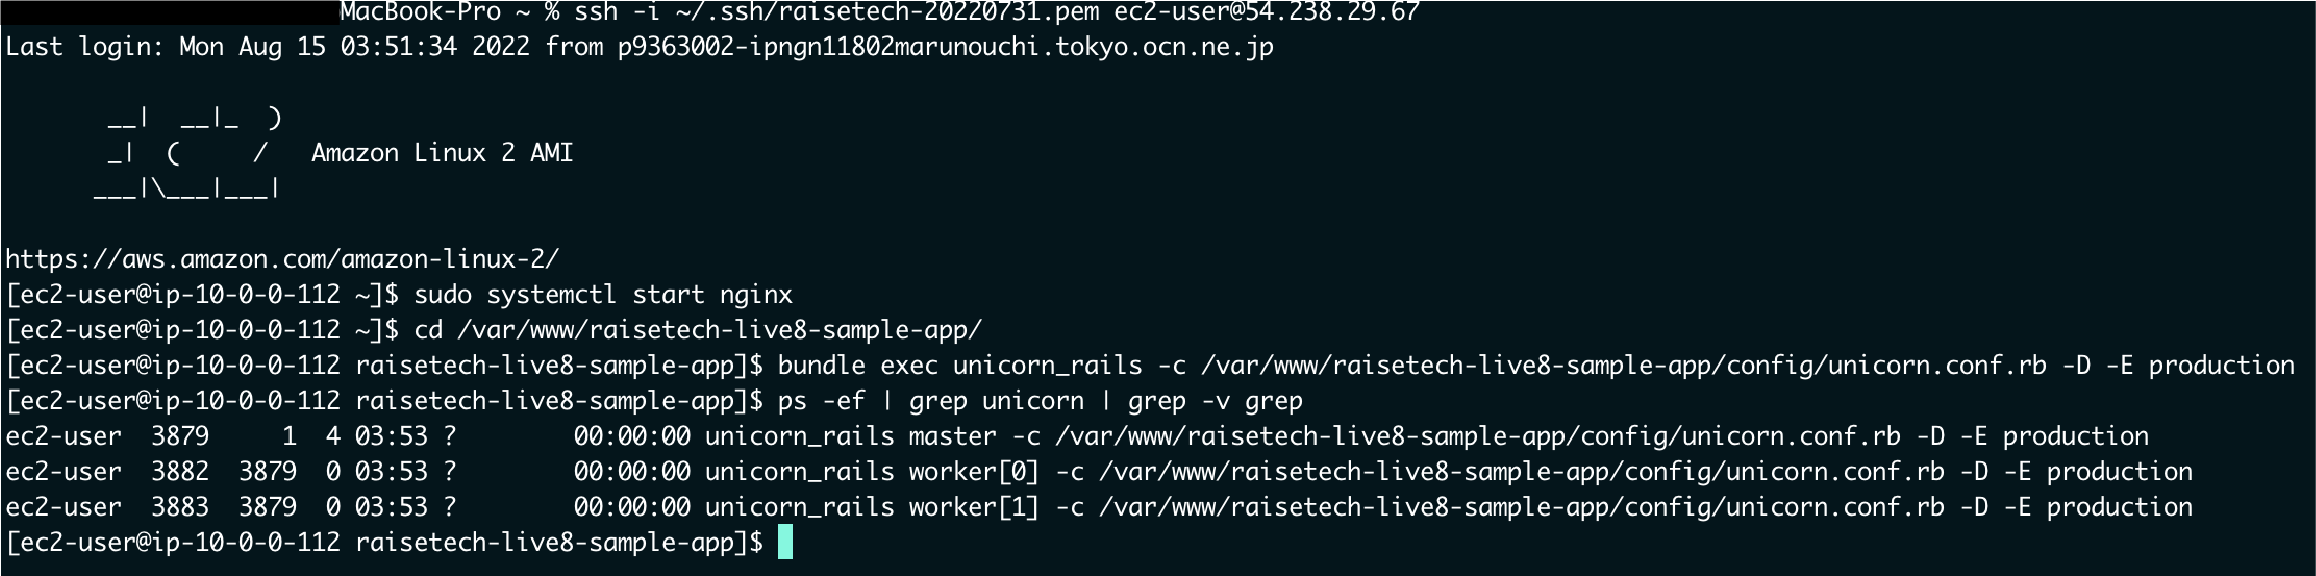 MacBook-Pro ~ % ssh -i ~/.ssh/raisetech-20220731.pem ec2-user@54.238.29.67
Last login: Mon Aug 15 03:51:34 2022 from p9363002-ipngn11802marunouchi.tokyo.ocn.ne.jp
       __|  __|_  )
       _|  (     /   Amazon Linux 2 AMI
      ___|\___|___|
https://aws.amazon.com/amazon-linux-2/
[ec2-user@ip-10-0-0-112 ~]$ sudo systemctl start nginx
[ec2-user@ip-10-0-0-112 ~]$ cd /var/www/raisetech-live8-sample-app/
[ec2-user@ip-10-0-0-112 raisetech-live8-sample-app]$ bundle exec unicorn_rails -c /var/www/raisetech-live8-sample-app/config/unicorn.conf.rb -D -E production
[ec2-user@ip-10-0-0-112 raisetech-live8-sample-app]$ ps -ef | grep unicorn | grep -v grep
ec2-user  3879     1  4 03:53 ?        00:00:00 unicorn_rails master -c /var/www/raisetech-live8-sample-app/config/unicorn.conf.rb -D -E production
ec2-user  3882  3879  0 03:53 ?        00:00:00 unicorn_rails worker[0] -c /var/www/raisetech-live8-sample-app/config/unicorn.conf.rb -D -E production
ec2-user  3883  3879  0 03:53 ?        00:00:00 unicorn_rails worker[1] -c /var/www/raisetech-live8-sample-app/config/unicorn.conf.rb -D -E production
[ec2-user@ip-10-0-0-112 raisetech-live8-sample-app]$